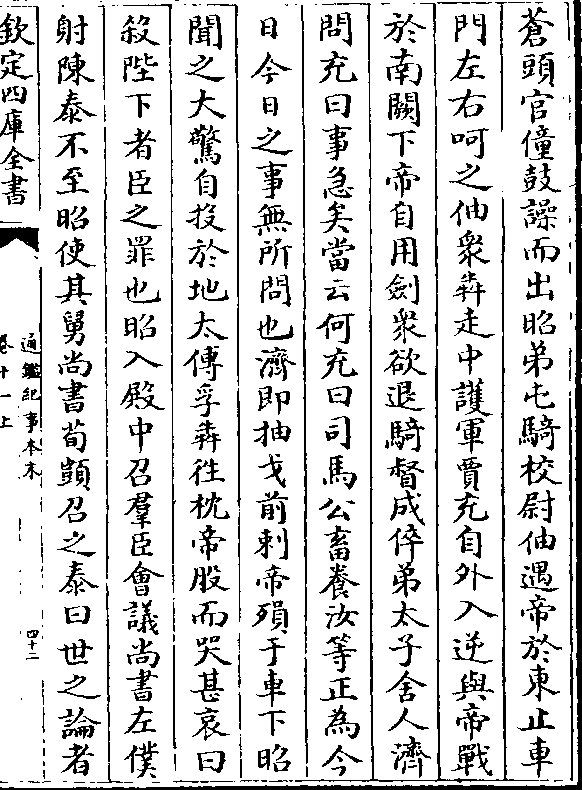 蒼頭官僮鼓譟而出昭弟屯騎校尉伷遇帝於東止車
門左右呵之伷衆犇走中護軍賈充自外入逆與帝戰
於南闕下帝自用劍衆欲退騎督成倅弟太子舍人濟
問充曰事急矣當云何充曰司馬公畜養汝等正為今
日今日之事無所問也濟即抽戈前刺帝殞于車下昭
聞之大驚自投於地太傅孚犇往枕帝股而哭甚哀曰
殺陛下者臣之罪也昭入殿中召羣臣會議尚書左僕
射陳泰不至昭使其舅尚書荀顗召之泰曰世之論者
欽定四庫全書
通鑑紀事本末
卷十一上
四十二